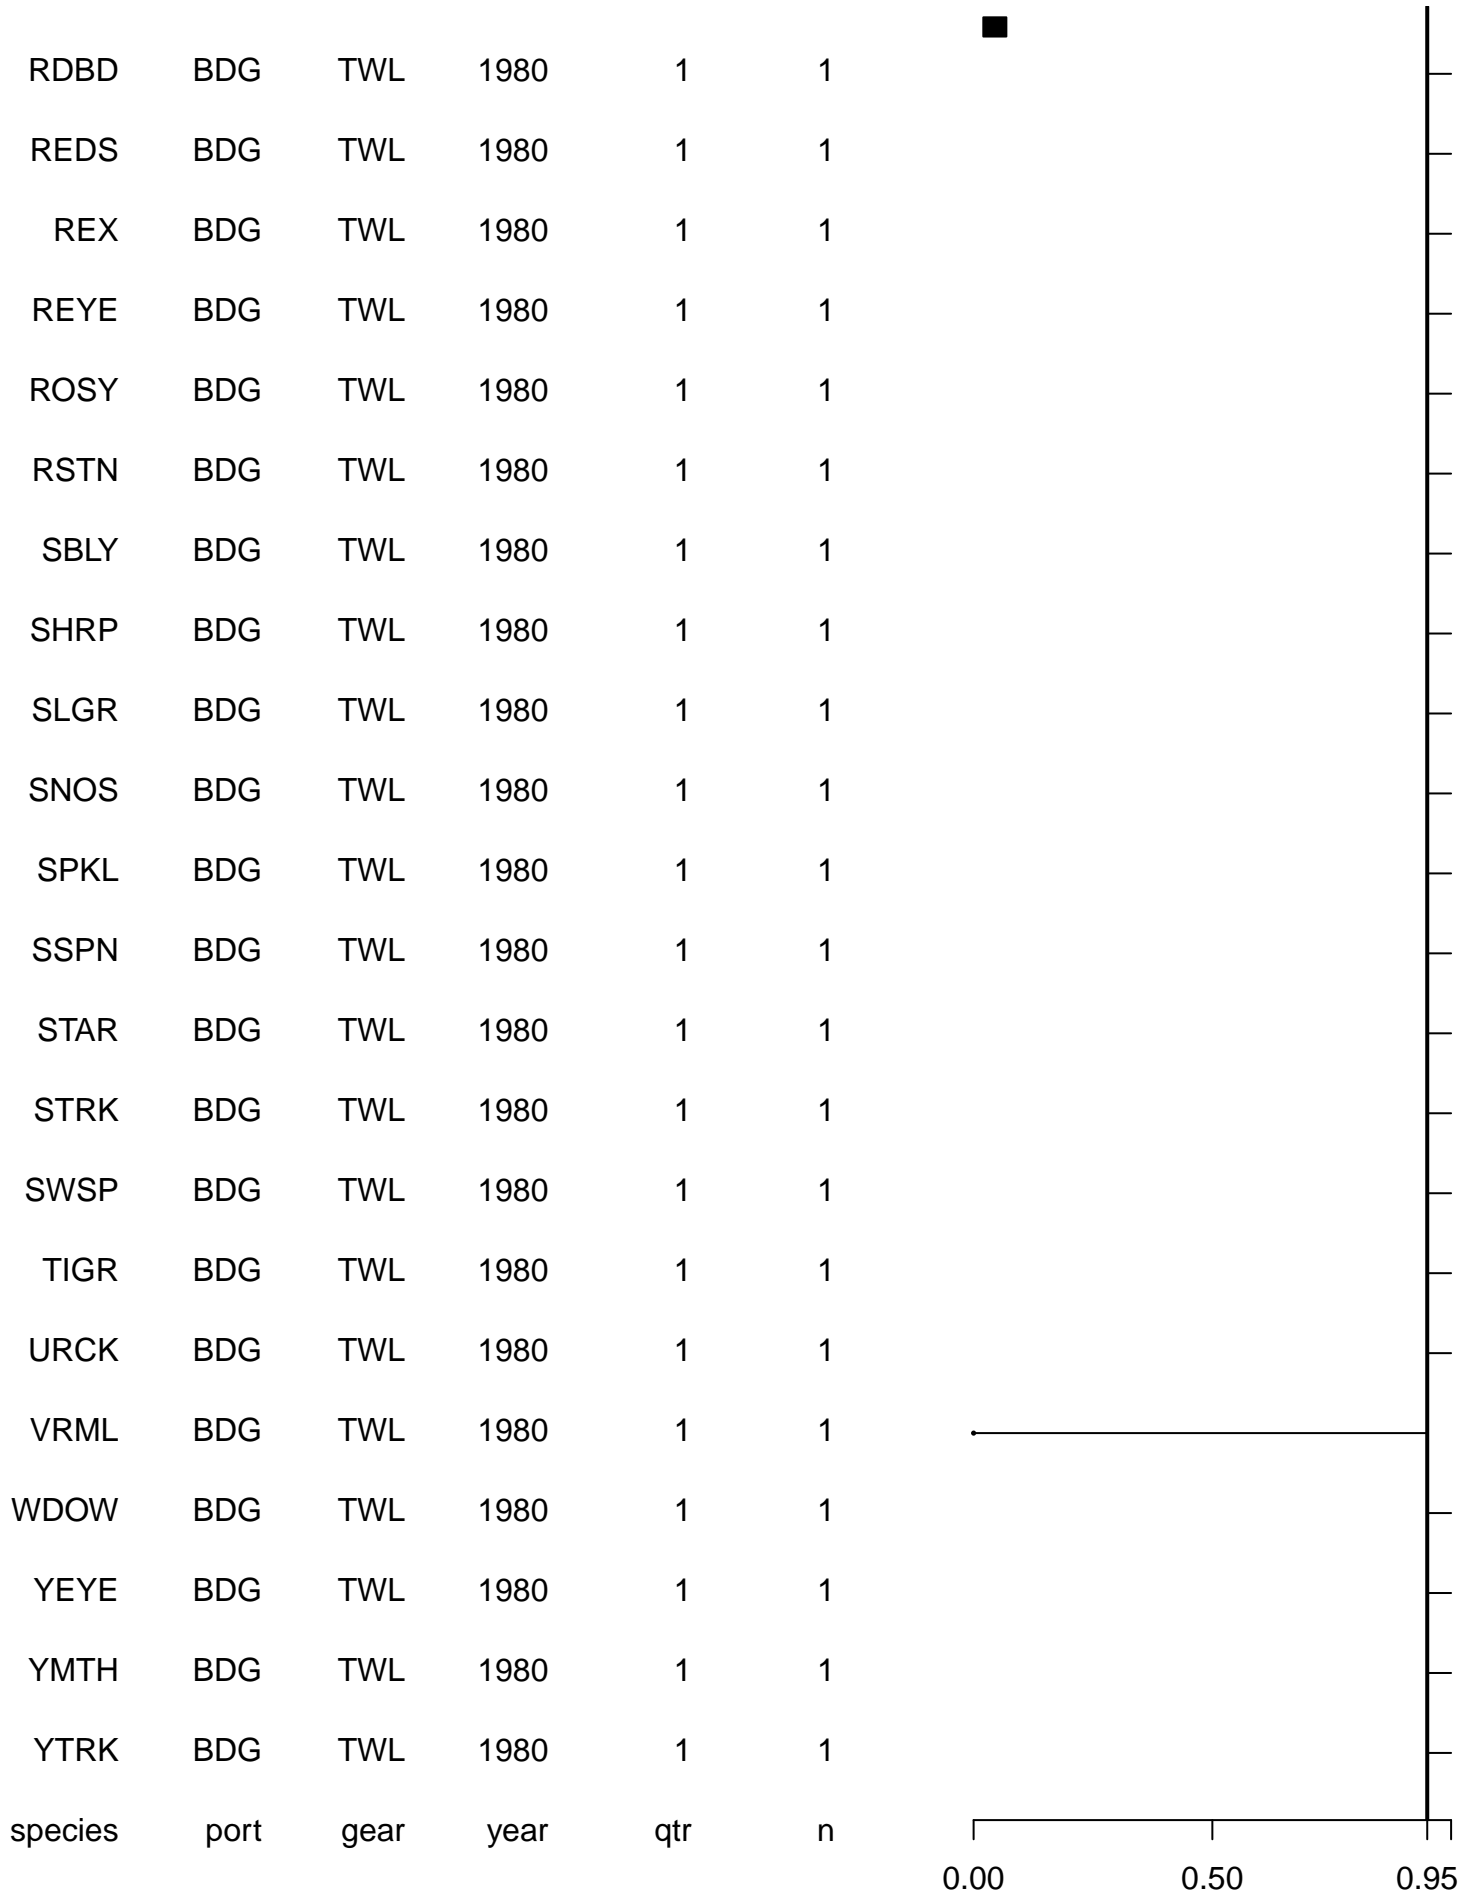 RDBD BDG TWL 1980 1 1
REDS BDG TWL 1980 1 1
REX BDG TWL 1980 1 1
REYE BDG TWL 1980 1 1
ROSY BDG TWL 1980 1 1
RSTN BDG TWL 1980 1 1
SBLY BDG TWL 1980 1 1
SHRP BDG TWL 1980 1 1
SLGR BDG TWL 1980 1 1
SNOS BDG TWL 1980 1 1
SPKL BDG TWL 1980 1 1
SSPN BDG TWL 1980 1 1
STAR BDG TWL 1980 1 1
STRK BDG TWL 1980 1 1
SWSP BDG TWL 1980 1 1
TIGR BDG TWL 1980 1 1
URCK BDG TWL 1980 1 1
VRML BDG TWL 1980 1 1
WDOW BDG TWL 1980 1 1
YEYE BDG TWL 1980 1 1
YMTH BDG TWL 1980 1 1
YTRK BDG TWL 1980 1 1
species port gear year qtr n
0.00 0.50 0.95